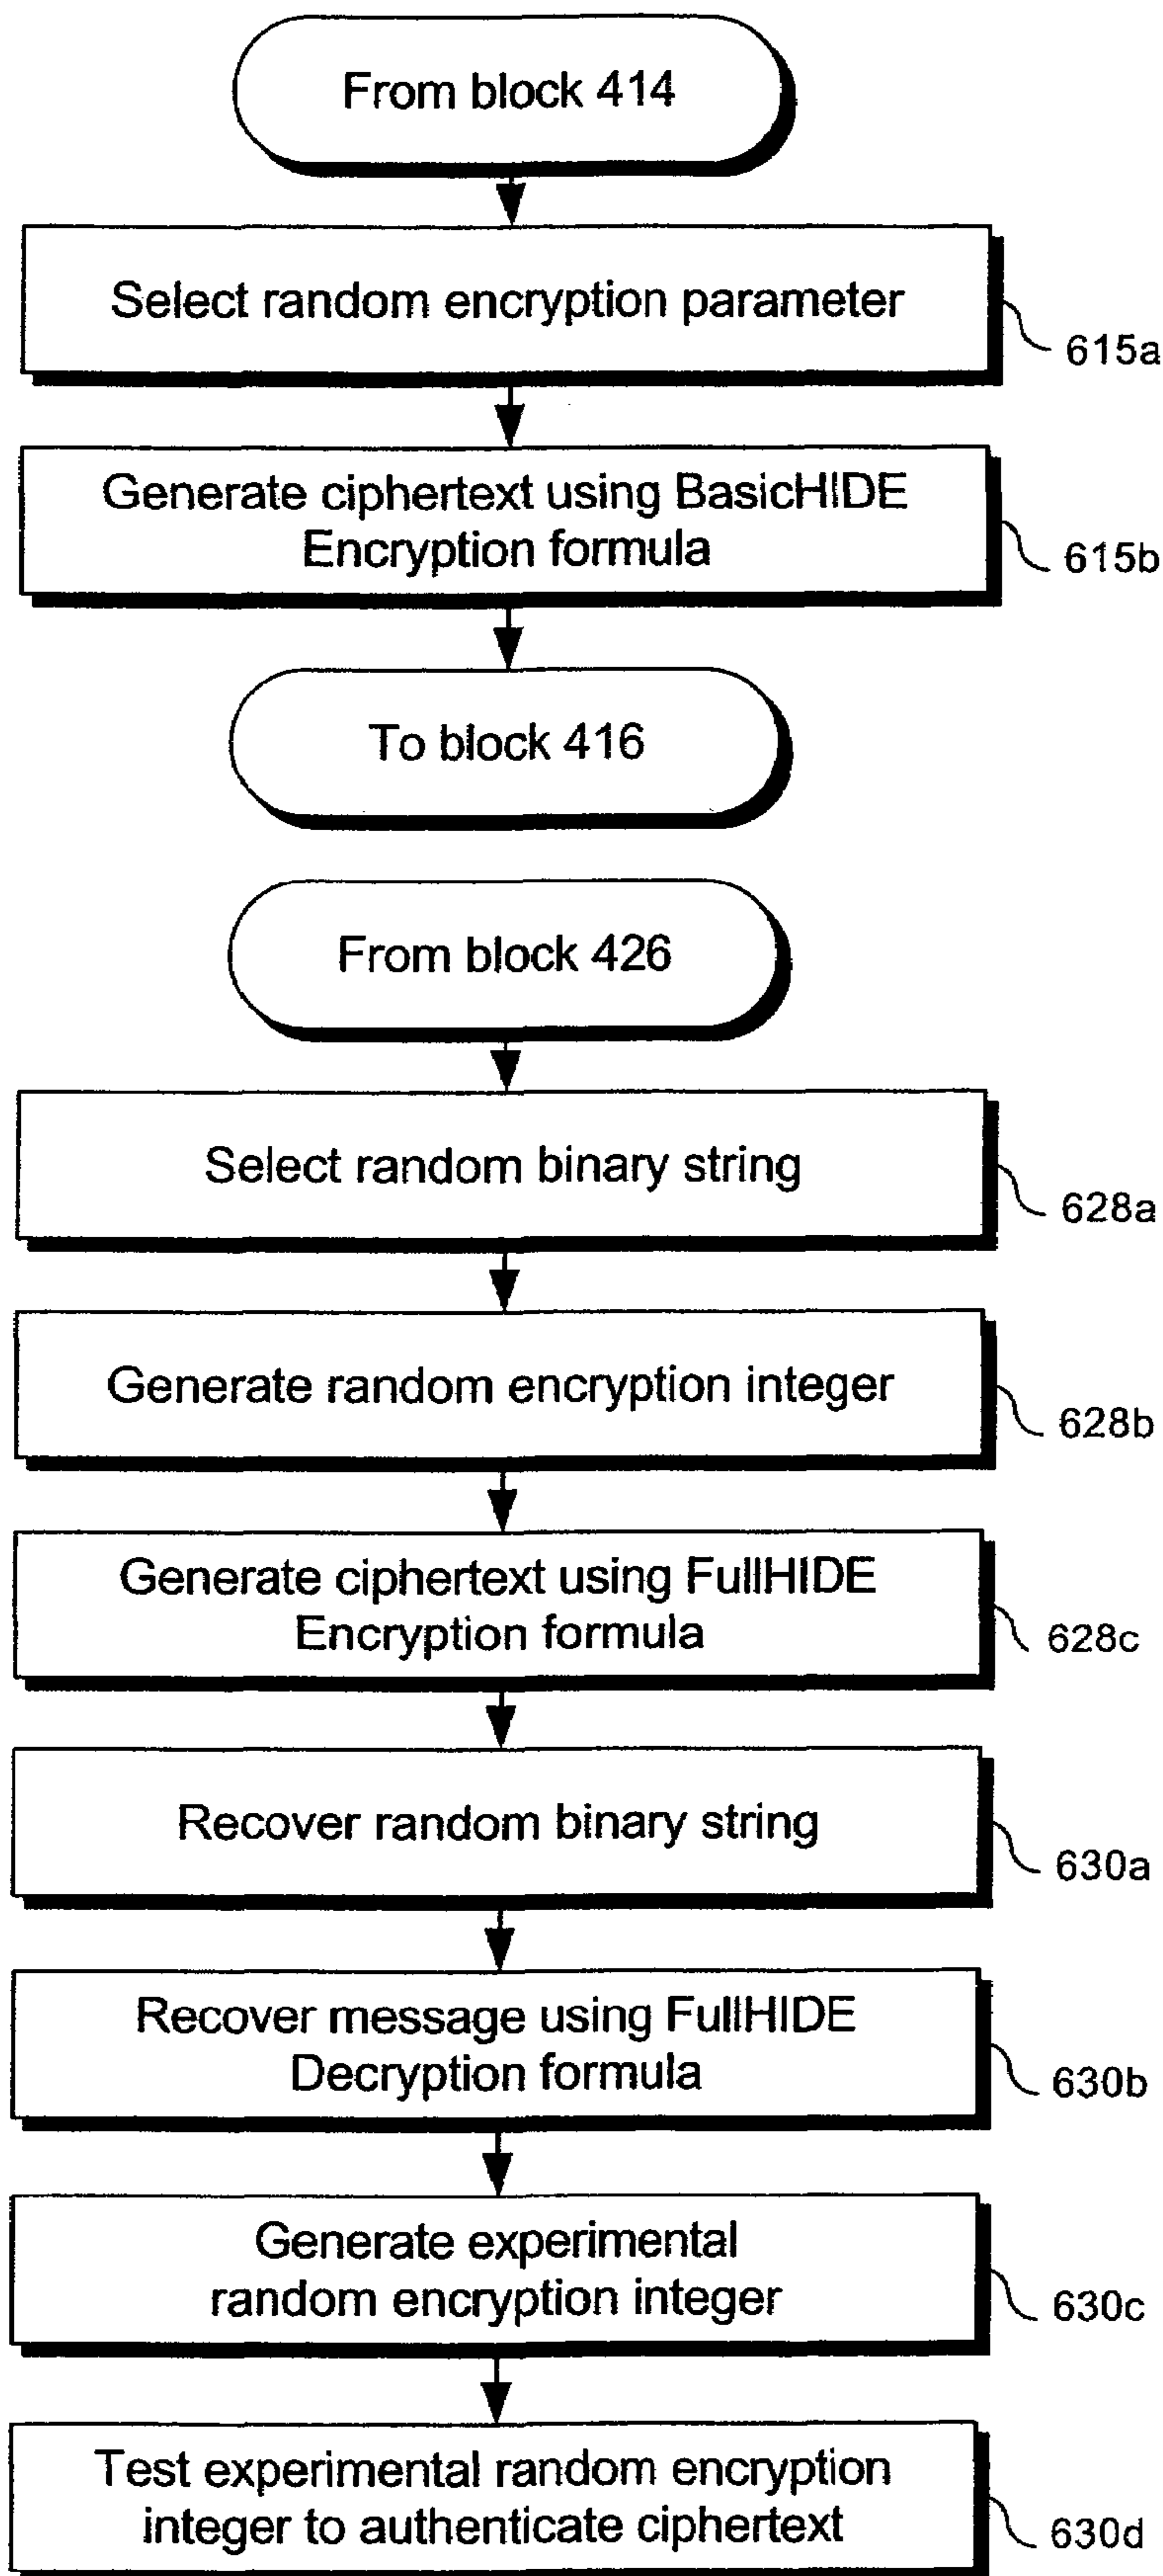 From block 414
Select random encryption parameter
615a
Generate ciphertext using BasicHIDE
Encryption formula
615b
To block 416
From block 426
Select random binary string
628a
Generate random encryption integer
628b
Generate ciphertext using FullHIDE
Encryption formula
628c
Recover random binary string
630a
Recover message using FullHIDE
Decryption formula
630b
Generate experimental
random encryption integer
630c
Test experimental random encryption
integer to authenticate ciphertext
630d